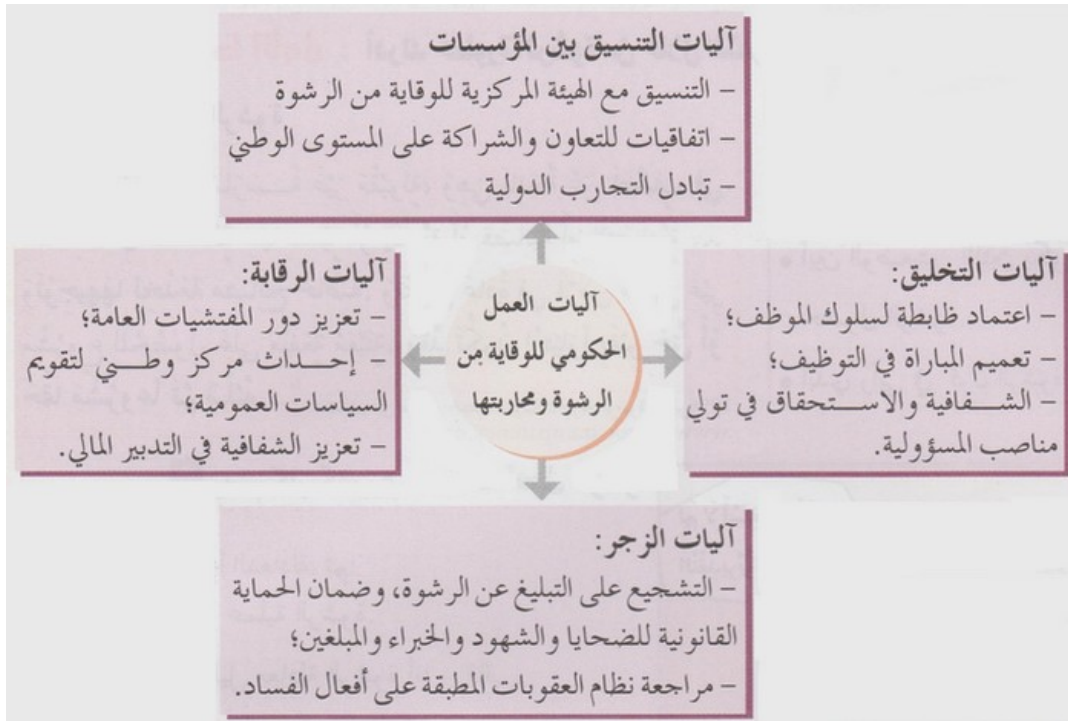 آليات التنسيق بين المؤسسات
– التنسيق مع الهيئة المركزية للوقاية من الرشوة
– اتفاقيات للتعاون والشراكة على المستوى الوطني
– تبادل التجارب الدولية
آليات التخليق:
– اعتماد ظابطة لسلوك الموظف؛
– تعميم المباراة في التوظيف؛
– الشفافية والاستحقاق في تولي
مناصب المسؤولية.
آليات العمل
الحكومي للوقاية من
الرشوة ومحاربتها
آليات الرقابة:
– تعزيز دور المفتشيات العامة؛
– إحداث مركز وطني لتقويم
السياسات العمومية؛
– تعزيز الشفافية في التدبير المالي.
آليات الزجر:
– التشجيع على التبليغ عن الرشوة، وضمان الحماية
القانونية للضحايا والشهود والخبراء والمبلغين؛
– مراجعة نظام العقوبات المطبقة على أفعال الفساد.